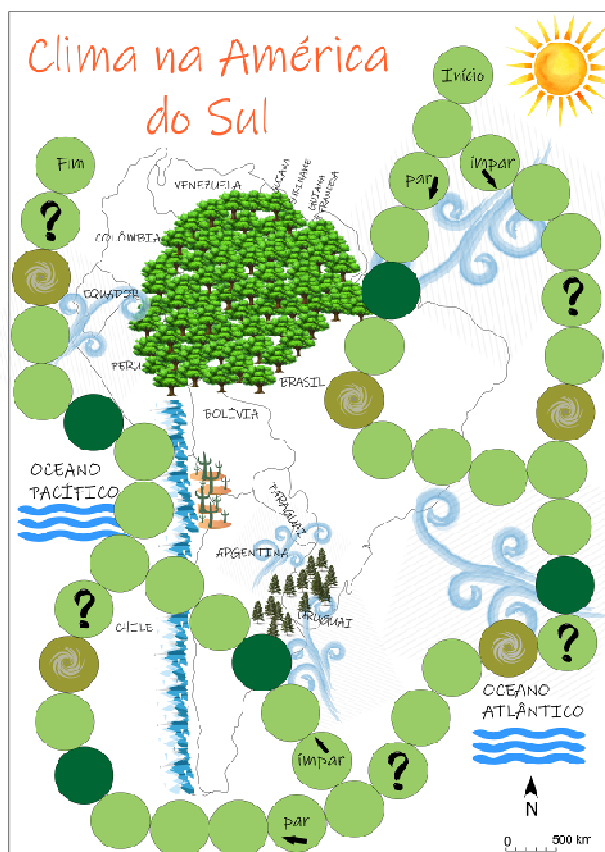 Clima na América
do Sul
Início
Fim
par
ímpar
?
VENEZUELA
GUIANA
SURINAME
GUIANA
FRANCESA
COLÔMBIA
?
EQUADOR
PERU
BRASIL
BOLÍVIA
OCEANO
PACÍFICO
PARAGUAI
ARGENTINA
?
URUGUAI
CHILE
?
OCEANO
ATLÂNTICO
ímpar
?
par
N
0 500 km